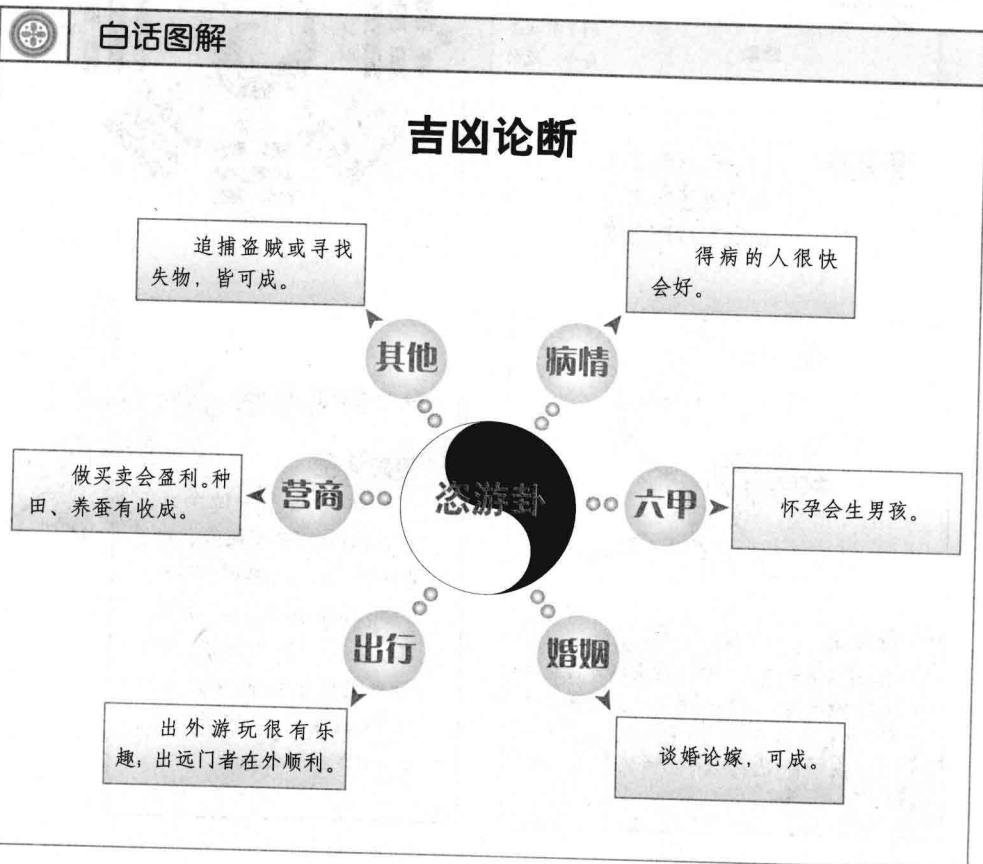 白话图解
吉凶论断
追捕盗贼或寻找
失物，皆可成。
得病的人很快
会好。
其他
病情
做买卖会盈利。种
田、养蚕有收成。
营商
恣游卦
六甲
怀孕会生男孩。
出行
婚姻
出外游玩很有乐
趣；出远门者在外顺利。
谈婚论嫁，可成。